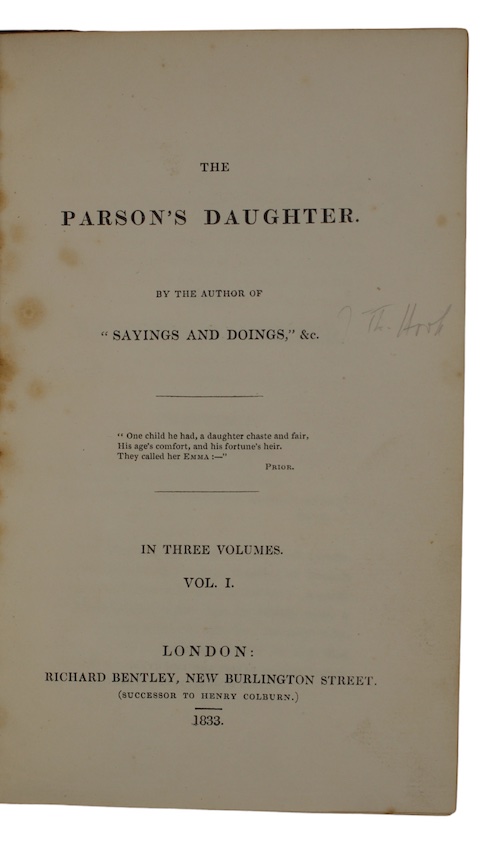 THE
PARSON'S DAUGHTER.
BY THE AUTHOR OF
“ SAYINGS AND DOINGS,” &c.
? Th. Hook
“ One child he had, a daughter chaste and fair,
His age's comfort, and his fortune's heir.
They called her EMMA :—”
PRIOR.
IN THREE VOLUMES.
VOL. I.
LONDON:
RICHARD BENTLEY, NEW BURLINGTON STREET.
(SUCCESSOR TO HENRY COLBURN.)
1833.